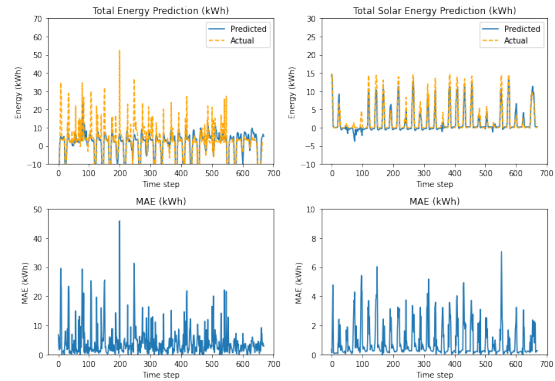 Total Energy Prediction (kWh)
Energy (kWh)
70
60
50
40
30
20
10
0
−10
Predicted
Actual
0 100 200 300 400 500 600 700
Time step
Total Solar Energy Prediction (kWh)
Energy (kWh)
30
25
20
15
10
5
0
−5
−10
Predicted
Actual
0 100 200 300 400 500 600 700
Time step
MAE (kWh)
MAE (kWh)
50
40
30
20
10
0
0 100 200 300 400 500 600 700
Time step
MAE (kWh)
MAE (kWh)
10
8
6
4
2
0
0 100 200 300 400 500 600 700
Time step